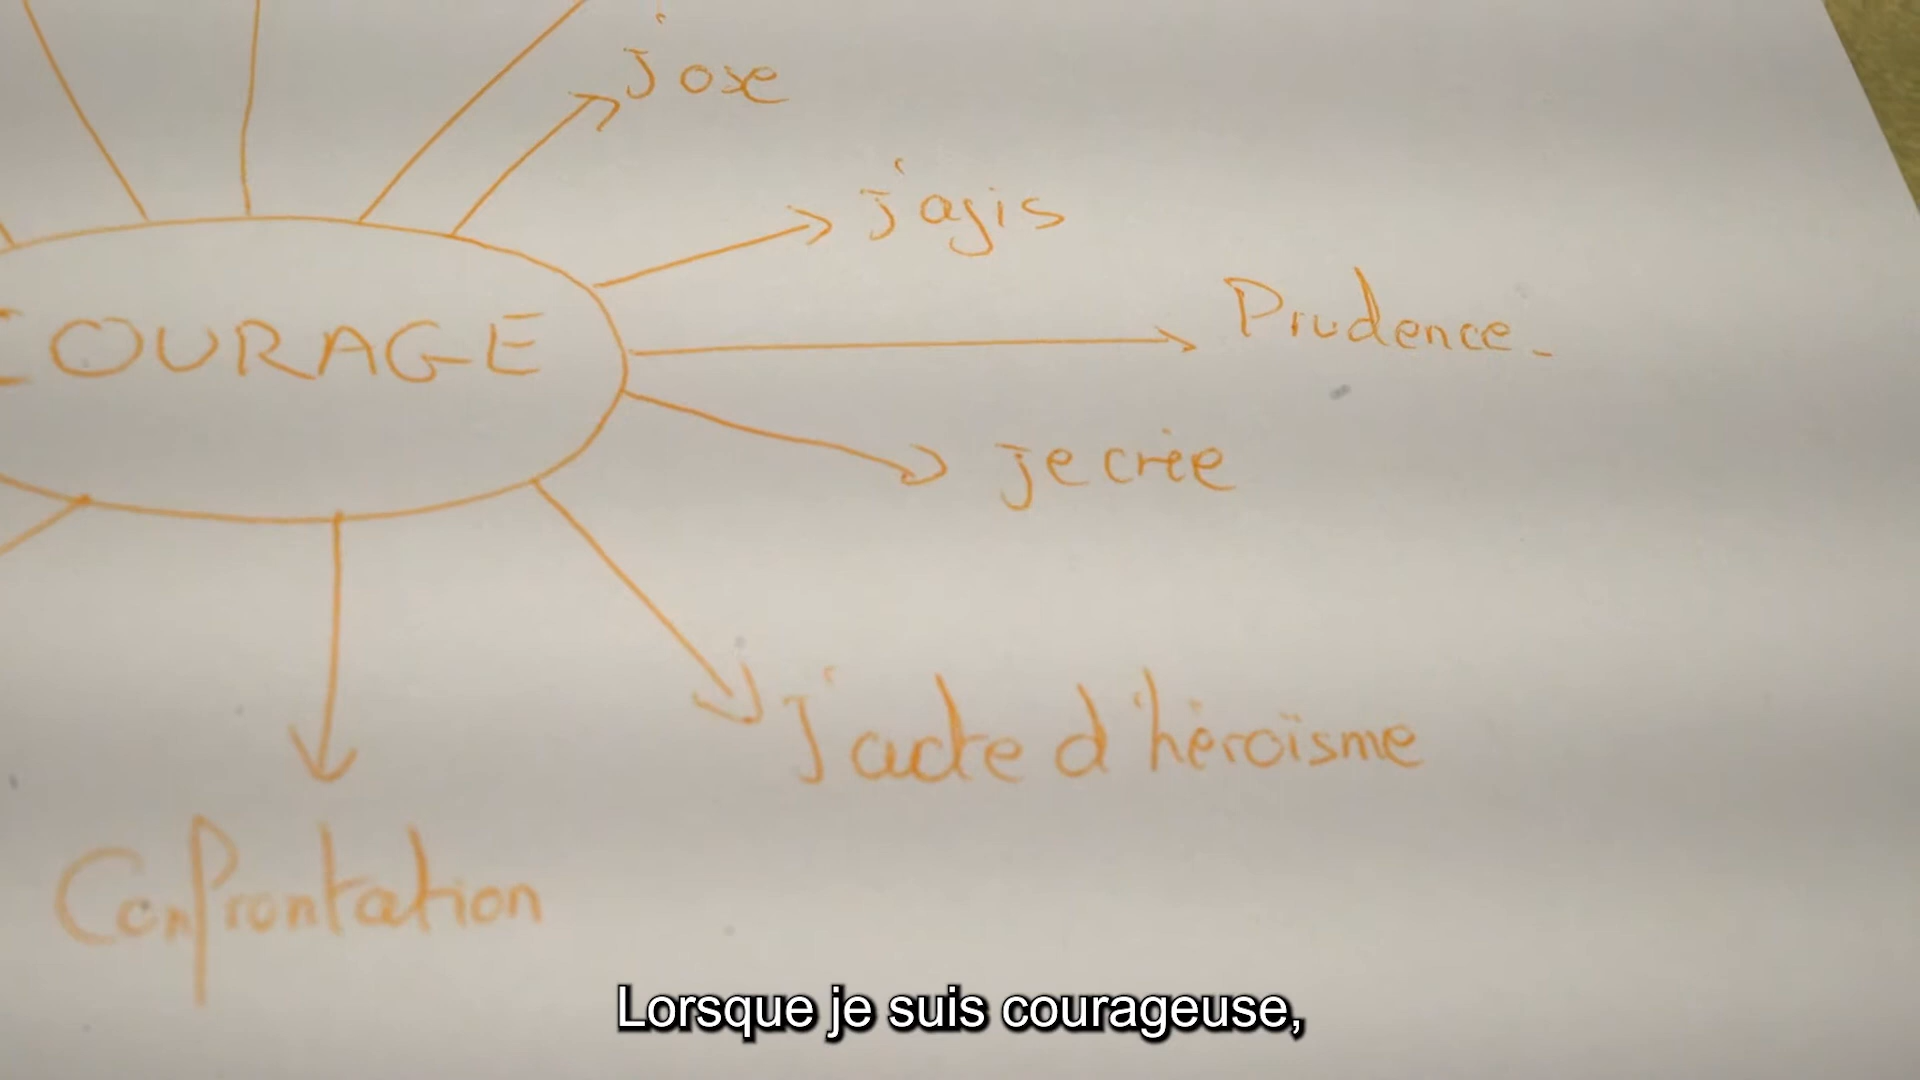 j'ose
j'agis
COURAGE
Prudence
je crée
j'acte d'héroïsme
Confrontation
Lorsque je suis courageuse,